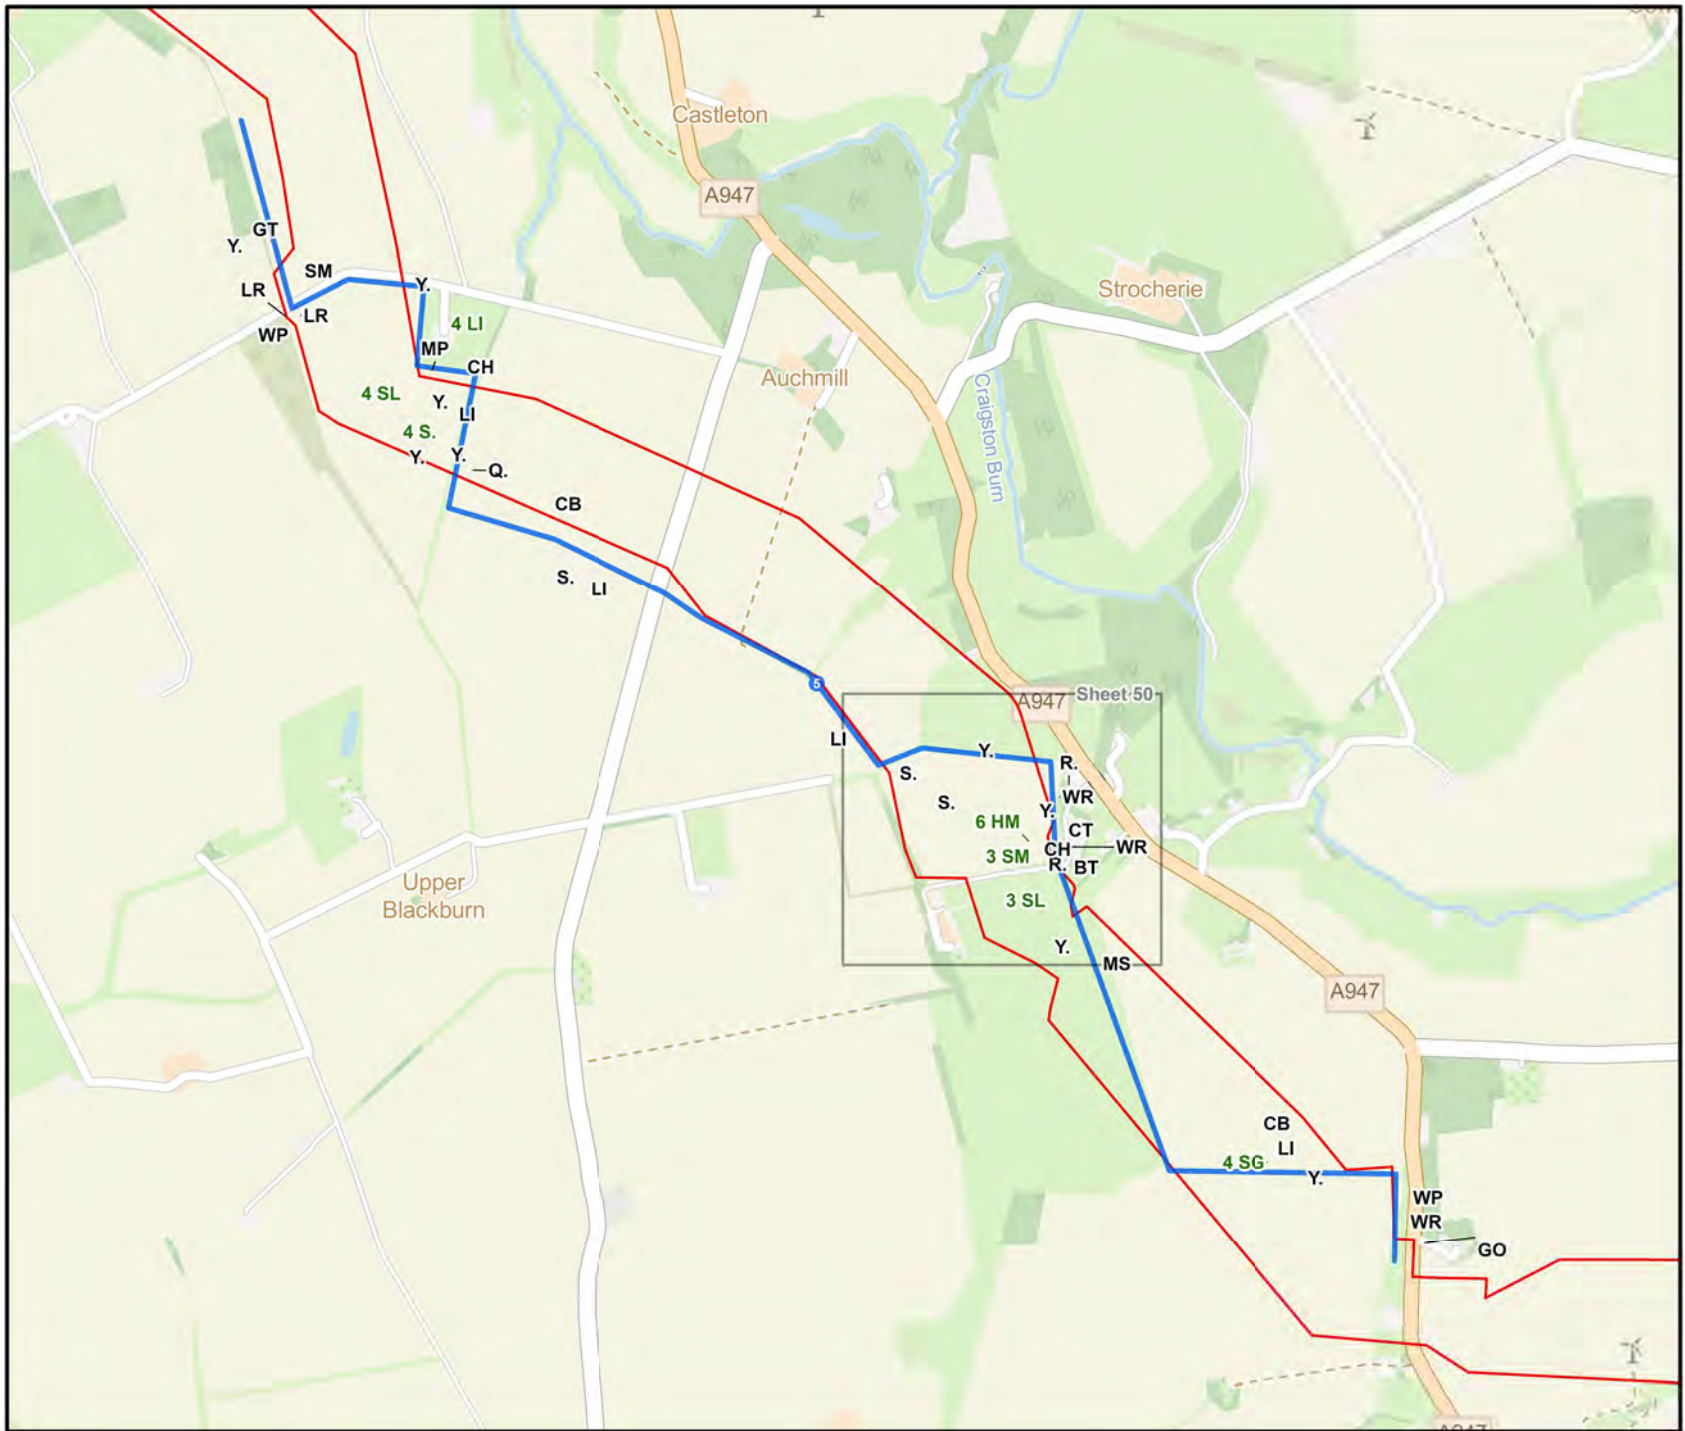 Castleton
A947
GT
Y.
SM
Y.
LR
LR
WP
Strocherie
4 LI
MP
CH
Auchmill
4 SL
Y.
LI
Craigston Burn
4 S.
Y.
Y.
Q.
CB
S.
LI
5
Sheet 50
A947
LI
Y.
R.
S.
S.
WR
Y.
6 HM
CT
CH
WR
3 SM
R.
BT
Upper
Blackburn
3 SL
Y.
MS
A947
CB
LI
4 SG
Y.
WP
WR
GO